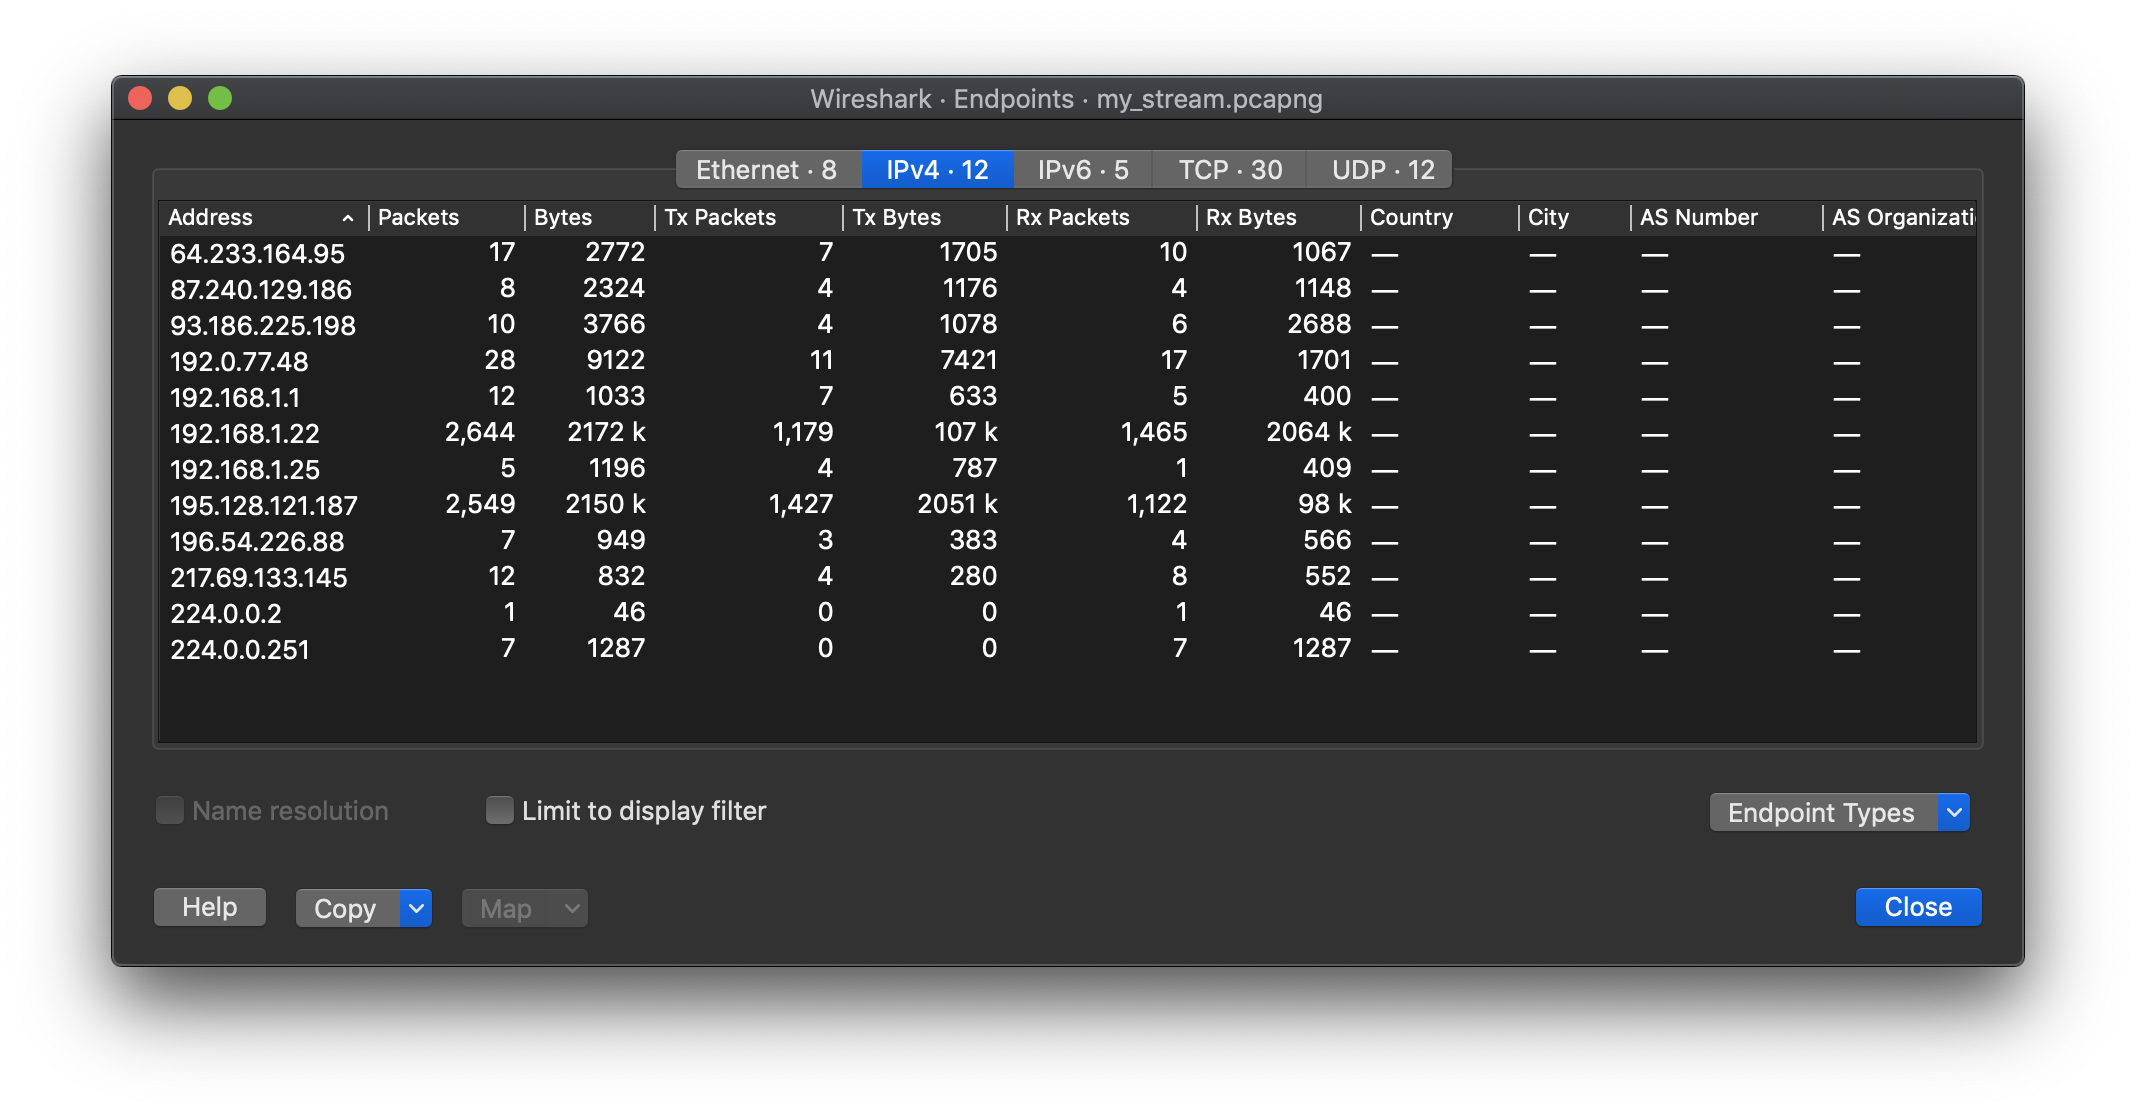 Wireshark · Endpoints · my_stream.pcapng
Ethernet · 8 IPv4 · 12 IPv6 · 5 TCP · 30 UDP · 12
Address Packets Bytes Tx Packets Tx Bytes Rx Packets Rx Bytes Country City AS Number AS Organizati
64.233.164.95 17 2772 7 1705 10 1067 — — — —
87.240.129.186 8 2324 4 1176 4 1148 — — — —
93.186.225.198 10 3766 4 1078 6 2688 — — — —
192.0.77.48 28 9122 11 7421 17 1701 — — — —
192.168.1.1 12 1033 7 633 5 400 — — — —
192.168.1.22 2,644 2172 k 1,179 107 k 1,465 2064 k — — — —
192.168.1.25 5 1196 4 787 1 409 — — — —
195.128.121.187 2,549 2150 k 1,427 2051 k 1,122 98 k — — — —
196.54.226.88 7 949 3 383 4 566 — — — —
217.69.133.145 12 832 4 280 8 552 — — — —
224.0.0.2 1 46 0 0 1 46 — — — —
224.0.0.251 7 1287 0 0 7 1287 — — — —
Name resolution Limit to display filter Endpoint Types
Help Copy Map Close